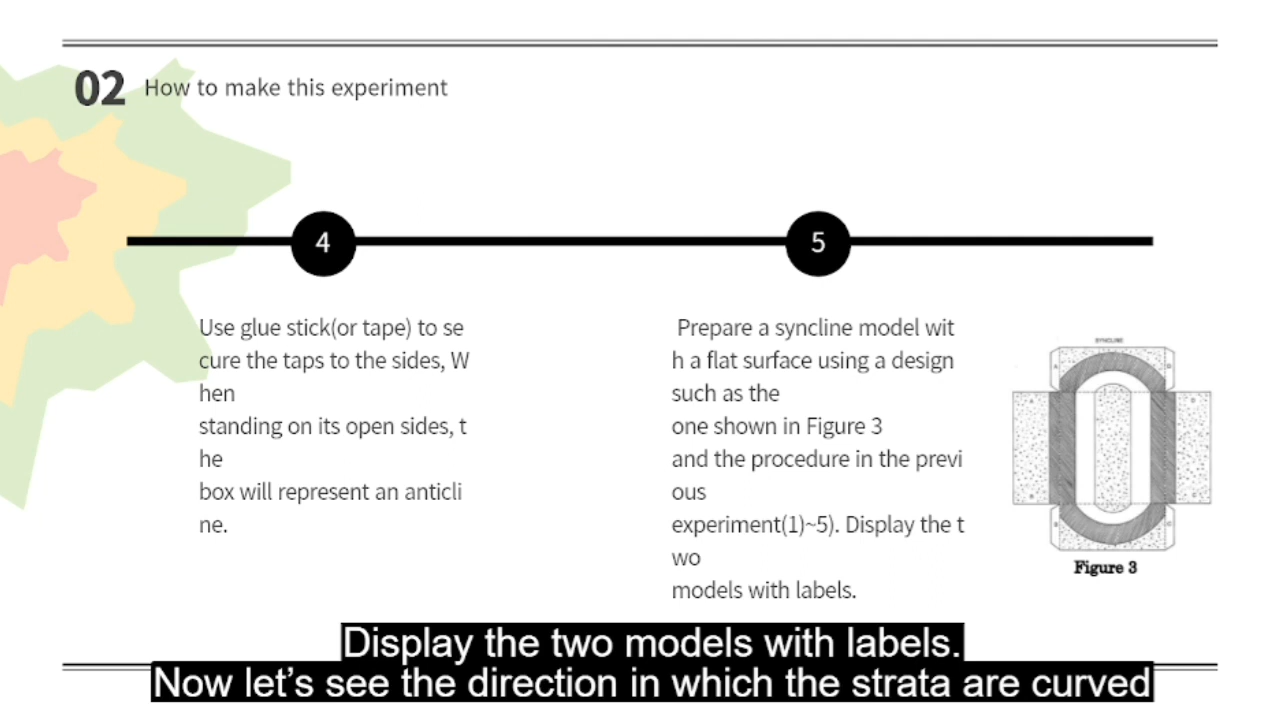 02 How to make this experiment
4
5
Use glue stick(or tape) to se
cure the taps to the sides, W
hen
standing on its open sides, t
he
box will represent an anticli
ne.
Prepare a syncline model wit
h a flat surface using a design
such as the
one shown in Figure 3
and the procedure in the previ
ous
experiment(1)~5). Display the t
wo
models with labels.
SYNCLINE
Figure 3
Display the two models with labels.
Now let's see the direction in which the strata are curved